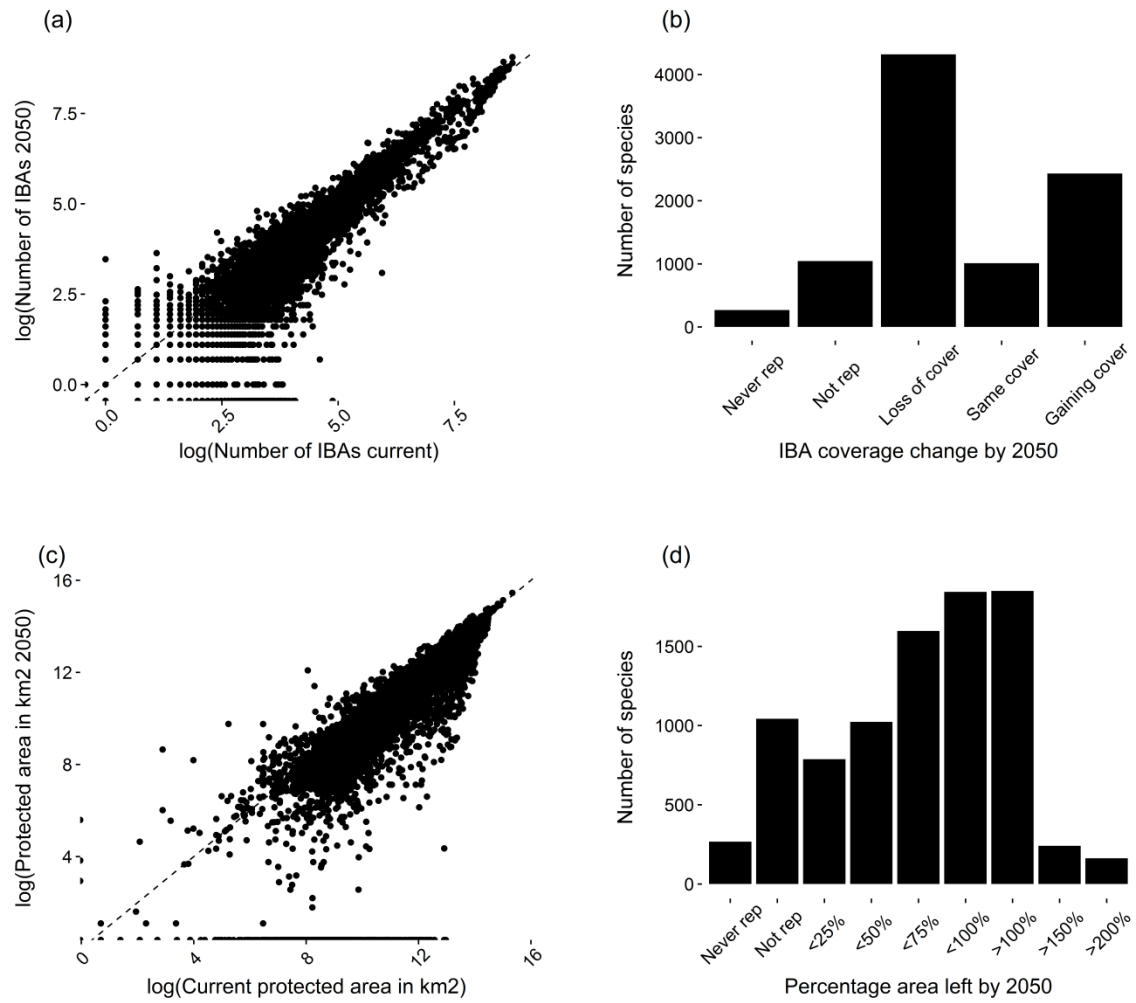 (a)
log(Number of IBAs 2050)
7.5
5.0
2.5
0.0
0.0
2.5
5.0
7.5
log(Number of IBAs current)
(b)
Number of species
4000
3000
2000
1000
0
Never rep
Not rep
Loss of cover
Same cover
Gaining cover
IBA coverage change by 2050
(c)
log(Protected area in km2 2050)
16
12
8
4
0
4
8
12
16
log(Current protected area in km2)
(d)
Number of species
1500
1000
500
0
Never rep
Not rep
<25%
<50%
<75%
<100%
>100%
>150%
>200%
Percentage area left by 2050